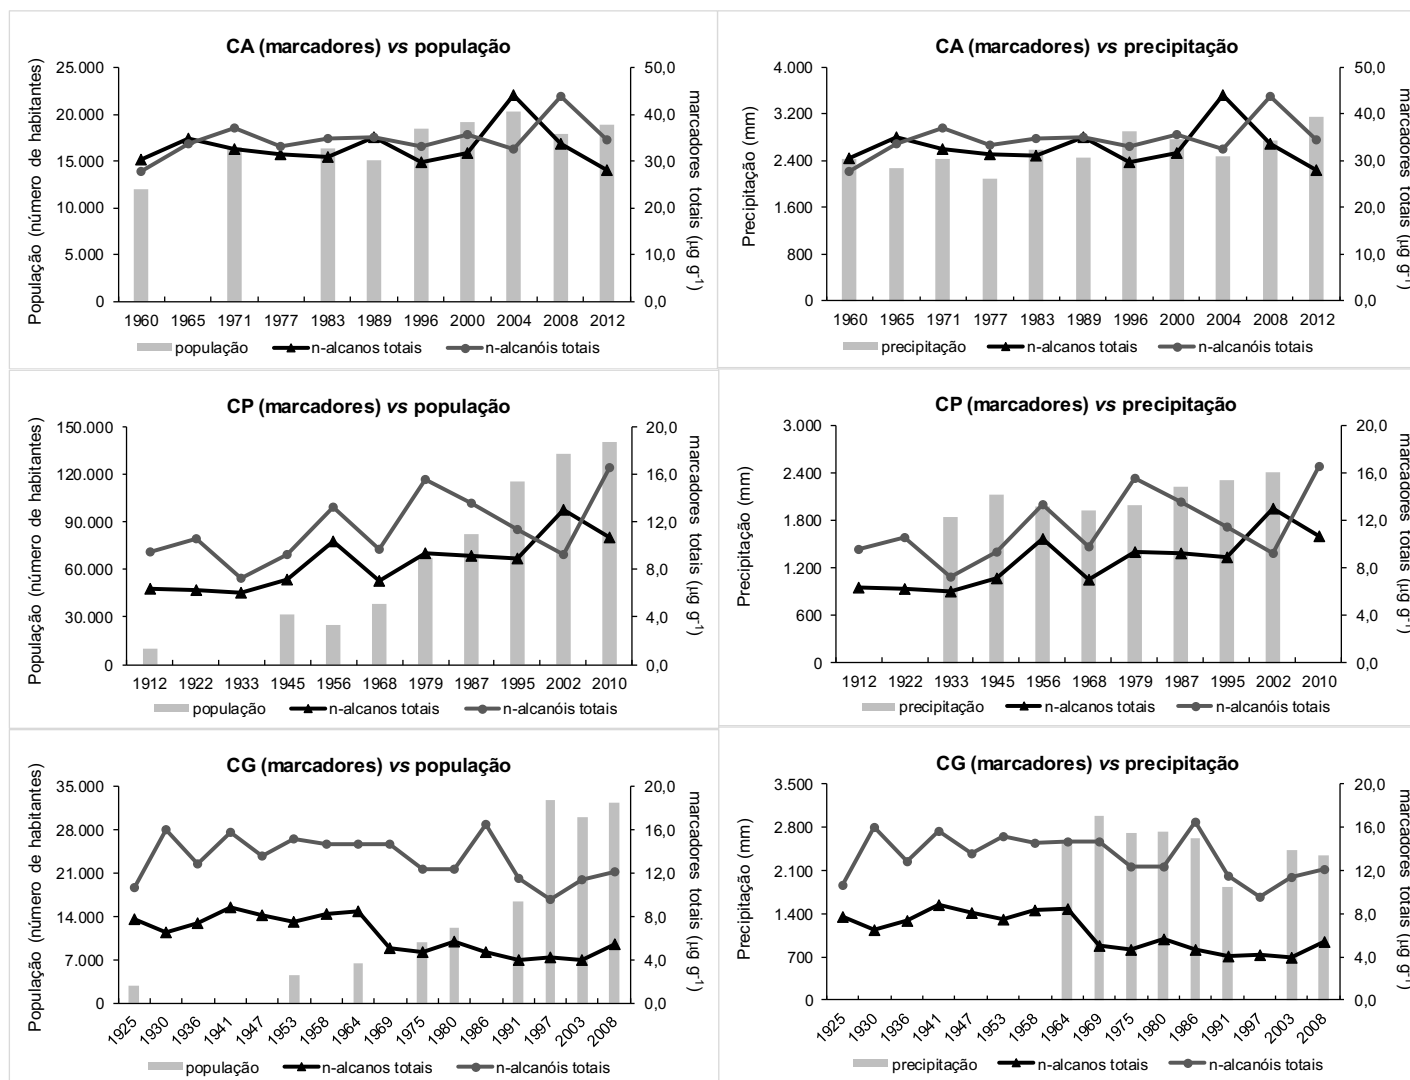 CA (marcadores) vs população
População (número de habitantes)
25.000
20.000
15.000
10.000
5.000
0
50,0
40,0
30,0
20,0
10,0
0,0
marcadores totais (µg g-1)
1960 1965 1971 1977 1983 1989 1996 2000 2004 2008 2012
população n-alcanos totais n-alcanóis totais
CA (marcadores) vs precipitação
Precipitação (mm)
4.000
3.200
2.400
1.600
800
0
50,0
40,0
30,0
20,0
10,0
0,0
marcadores totais (µg g-1)
1960 1965 1971 1977 1983 1989 1996 2000 2004 2008 2012
precipitação n-alcanos totais n-alcanóis totais
CP (marcadores) vs população
População (número de habitantes)
150.000
120.000
90.000
60.000
30.000
0
20,0
16,0
12,0
8,0
4,0
0,0
marcadores totais (µg g-1)
1912 1922 1933 1945 1956 1968 1979 1987 1995 2002 2010
população n-alcanos totais n-alcanóis totais
CP (marcadores) vs precipitação
Precipitação (mm)
3.000
2.400
1.800
1.200
600
0
20,0
16,0
12,0
8,0
4,0
0,0
marcadores totais (µg g-1)
1912 1922 1933 1945 1956 1968 1979 1987 1995 2002 2010
precipitação n-alcanos totais n-alcanóis totais
CG (marcadores) vs população
População (número de habitantes)
35.000
28.000
21.000
14.000
7.000
0
20,0
16,0
12,0
8,0
4,0
0,0
marcadores totais (µg g-1)
1925 1930 1936 1941 1947 1953 1958 1964 1969 1975 1980 1986 1991 1997 2003 2008
população n-alcanos totais n-alcanóis totais
CG (marcadores) vs precipitação
Precipitação (mm)
3.500
2.800
2.100
1.400
700
0
20,0
16,0
12,0
8,0
4,0
0,0
marcadores totais (µg g-1)
1925 1930 1936 1941 1947 1953 1958 1964 1969 1975 1980 1986 1991 1997 2003 2008
precipitação n-alcanos totais n-alcanóis totais